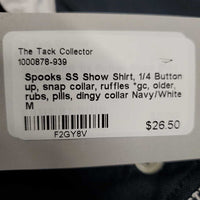 The Tack Collector
1000878-939
Spooks SS Show Shirt, 1/4 Button
up, snap collar, ruffles *gc, older,
rubs, pills, dingy collar Navy/White
M
F2GY8V
$26.50